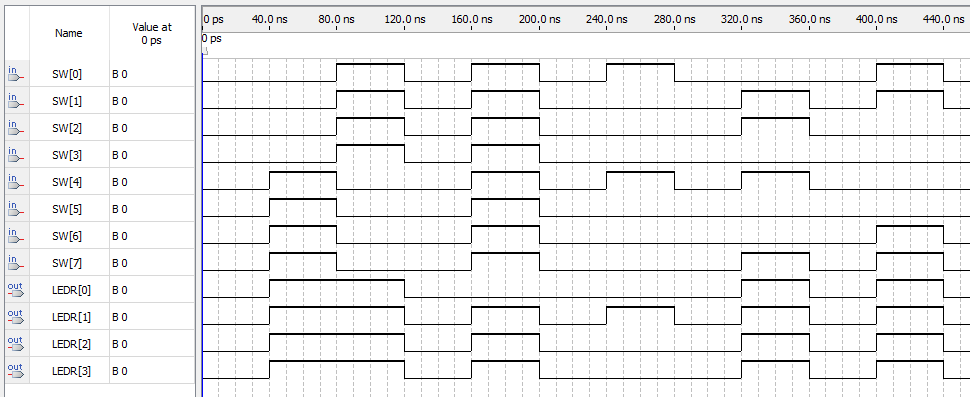 Name
Value at
0 ps
0 ps 40.0 ns 80.0 ns 120.0 ns 160.0 ns 200.0 ns 240.0 ns 280.0 ns 320.0 ns 360.0 ns 400.0 ns 440.0 ns
0 ps
in SW[0] B 0
in SW[1] B 0
in SW[2] B 0
in SW[3] B 0
in SW[4] B 0
in SW[5] B 0
in SW[6] B 0
in SW[7] B 0
out LEDR[0] B 0
out LEDR[1] B 0
out LEDR[2] B 0
out LEDR[3] B 0